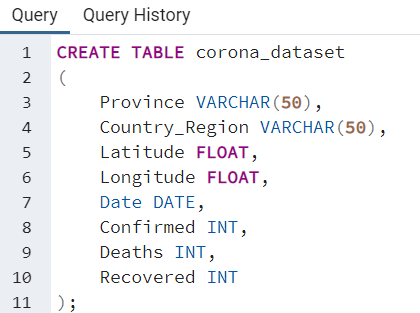 Query Query History
1 CREATE TABLE corona_dataset
2 (
3 Province VARCHAR(50),
4 Country_Region VARCHAR(50),
5 Latitude FLOAT,
6 Longitude FLOAT,
7 Date DATE,
8 Confirmed INT,
9 Deaths INT,
10 Recovered INT
11 );